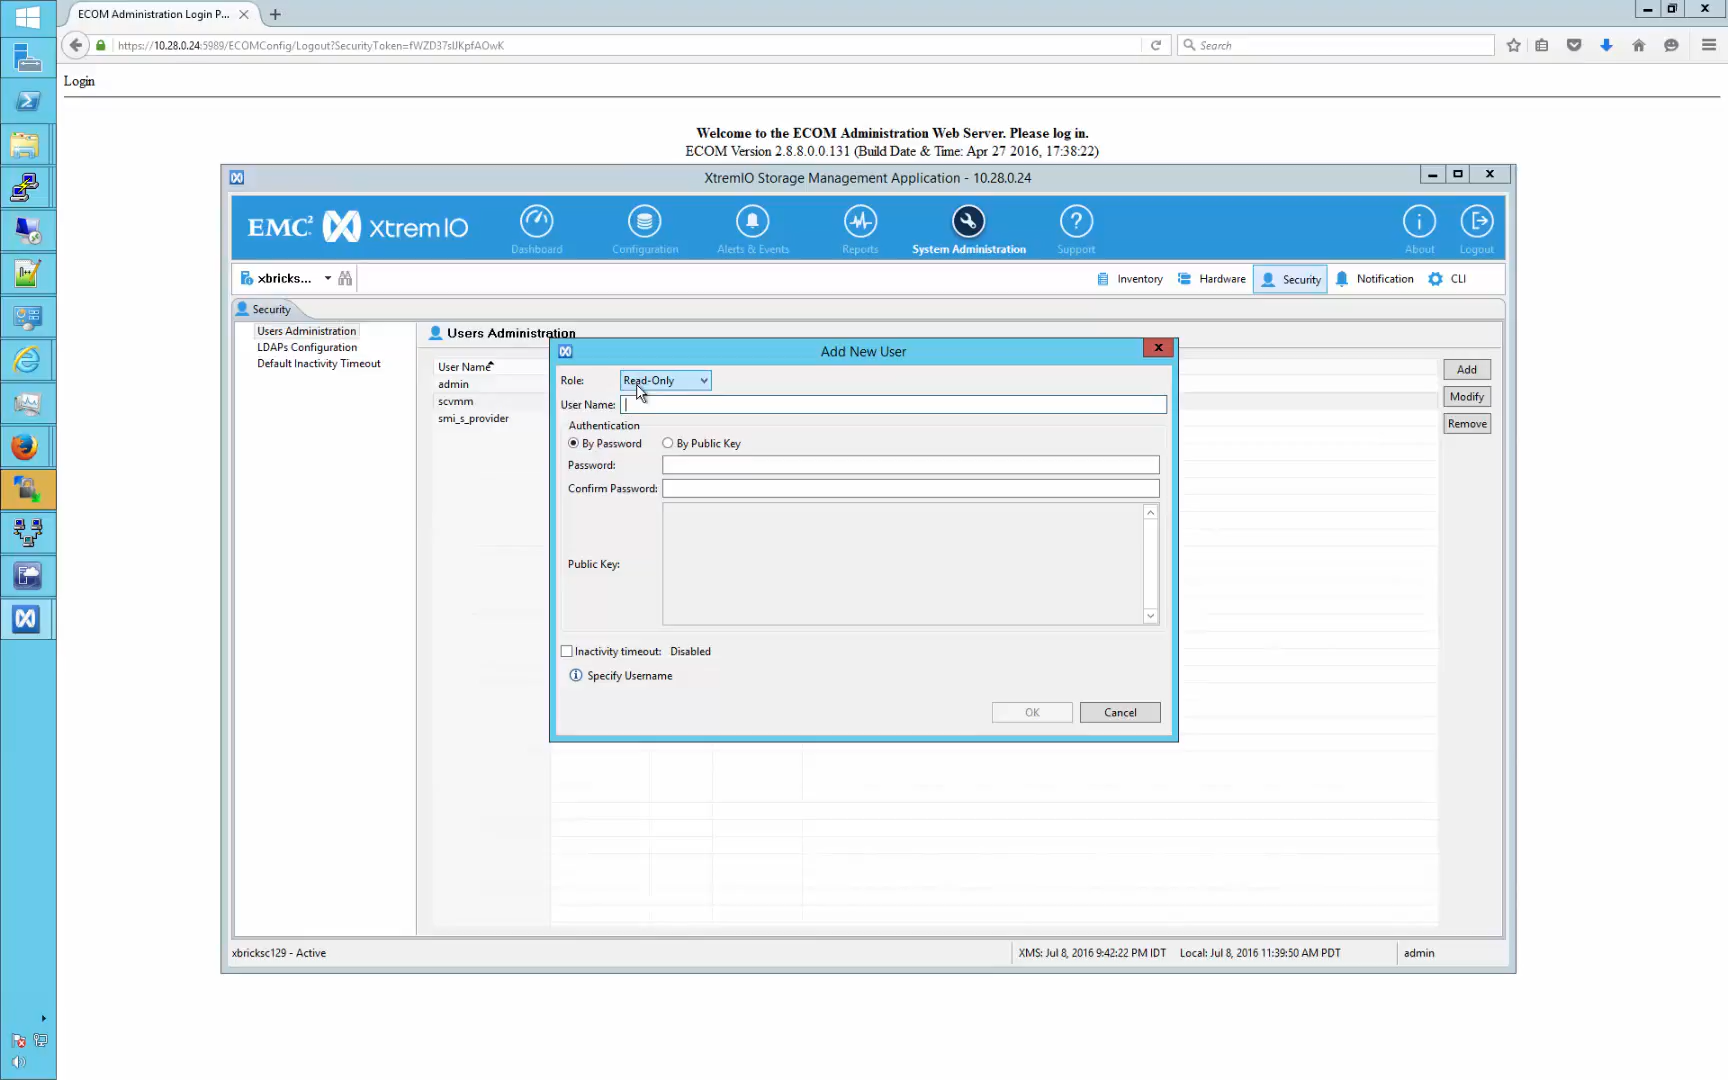 ECOM Administration Login P...
https://10.28.0.24:5989/ECOMConfig/Logout?SecurityToken=fWZD37sIJKpfAOwK
Search
Login
Welcome to the ECOM Administration Web Server. Please log in.
ECOM Version 2.8.8.0.0.131 (Build Date & Time: Apr 27 2016, 17:38:22)
XtremIO Storage Management Application - 10.28.0.24
EMC² XtremIO
Dashboard
Configuration
Alerts & Events
Reports
System Administration
Support
About
Logout
xbricks...
Inventory
Hardware
Security
Notification
CLI
Security
Users Administration
LDAPs Configuration
Default Inactivity Timeout
Users Administration
User Name
admin
scvmm
smi_s_provider
Add
Modify
Remove
Add New User
Role: Read-Only
User Name:
Authentication
By Password By Public Key
Password:
Confirm Password:
Public Key:
Inactivity timeout: Disabled
Specify Username
OK Cancel
xbricksc129 - Active
XMS: Jul 8, 2016 9:42:22 PM IDT Local: Jul 8, 2016 11:39:50 AM PDT
admin